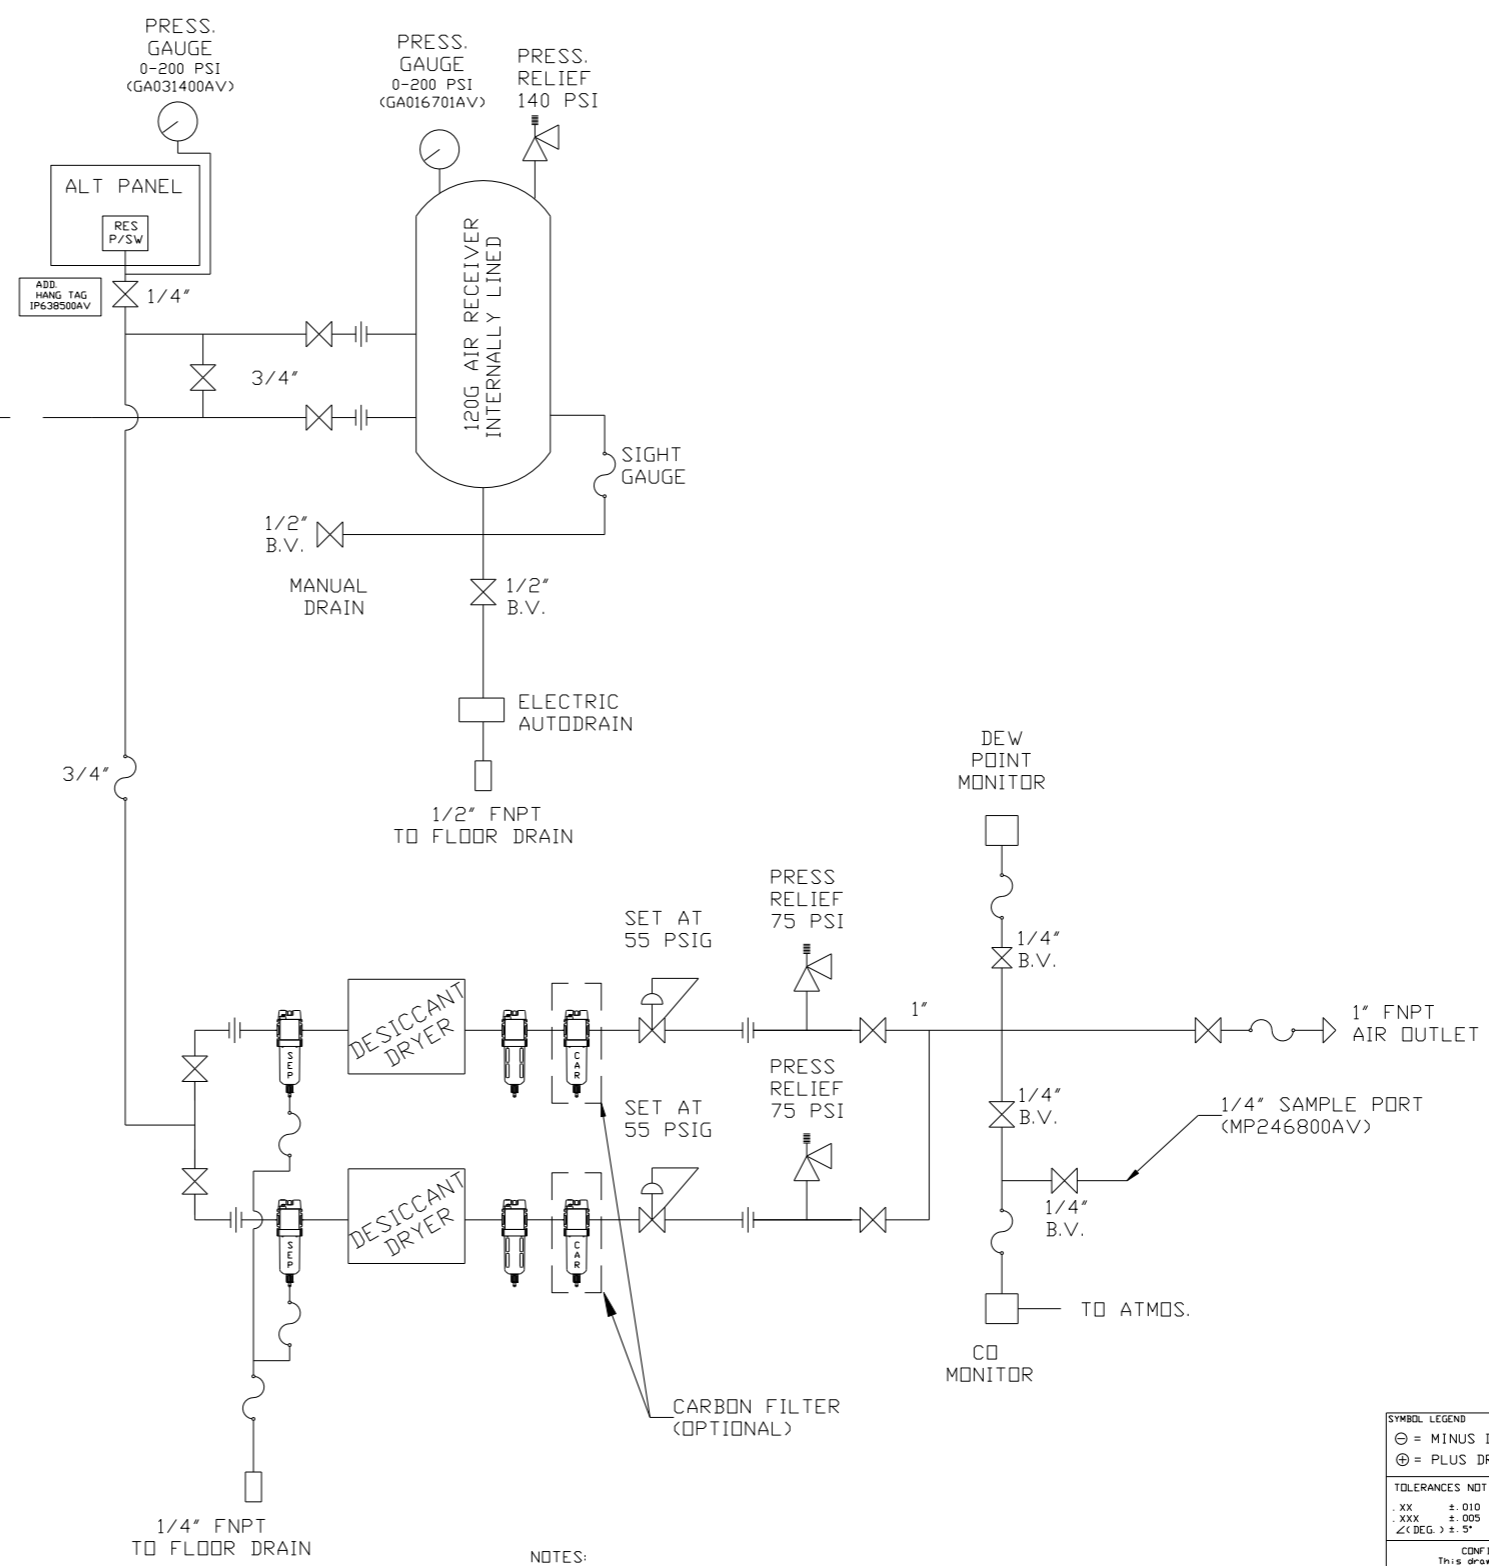 PRESS.
GAUGE
0-200 PSI
(GA031400AV)
PRESS.
GAUGE
0-200 PSI
(GA016701AV)
PRESS.
RELIEF
140 PSI
ALT PANEL
RES
P/SW
ADD.
HANG TAG
IP638500AV
1/4"
3/4"
120G AIR RECEIVER
INTERNALLY LINED
SIGHT
GAUGE
1/2"
B.V.
MANUAL
DRAIN
1/2"
B.V.
ELECTRIC
AUTODRAIN
3/4"
1/2" FNPT
TO FLOOR DRAIN
DEW
POINT
MONITOR
PRESS
RELIEF
75 PSI
SET AT
55 PSIG
1/4"
B.V.
SEP
DESICCANT
DRYER
CAR
1"
1" FNPT
AIR OUTLET
PRESS
RELIEF
75 PSI
SET AT
55 PSIG
1/4"
B.V.
1/4" SAMPLE PORT
(MP246800AV)
SEP
DESICCANT
DRYER
CAR
1/4"
B.V.
TO ATMOS.
CO
MONITOR
CARBON FILTER
(OPTIONAL)
1/4" FNPT
TO FLOOR DRAIN
NOTES:
SYMBOL LEGEND
⊖ = MINUS
⊕ = PLUS
TOLERANCES NOT
.XX ±.010
.XXX ±.005
∠(DEG.) ±.5°
This